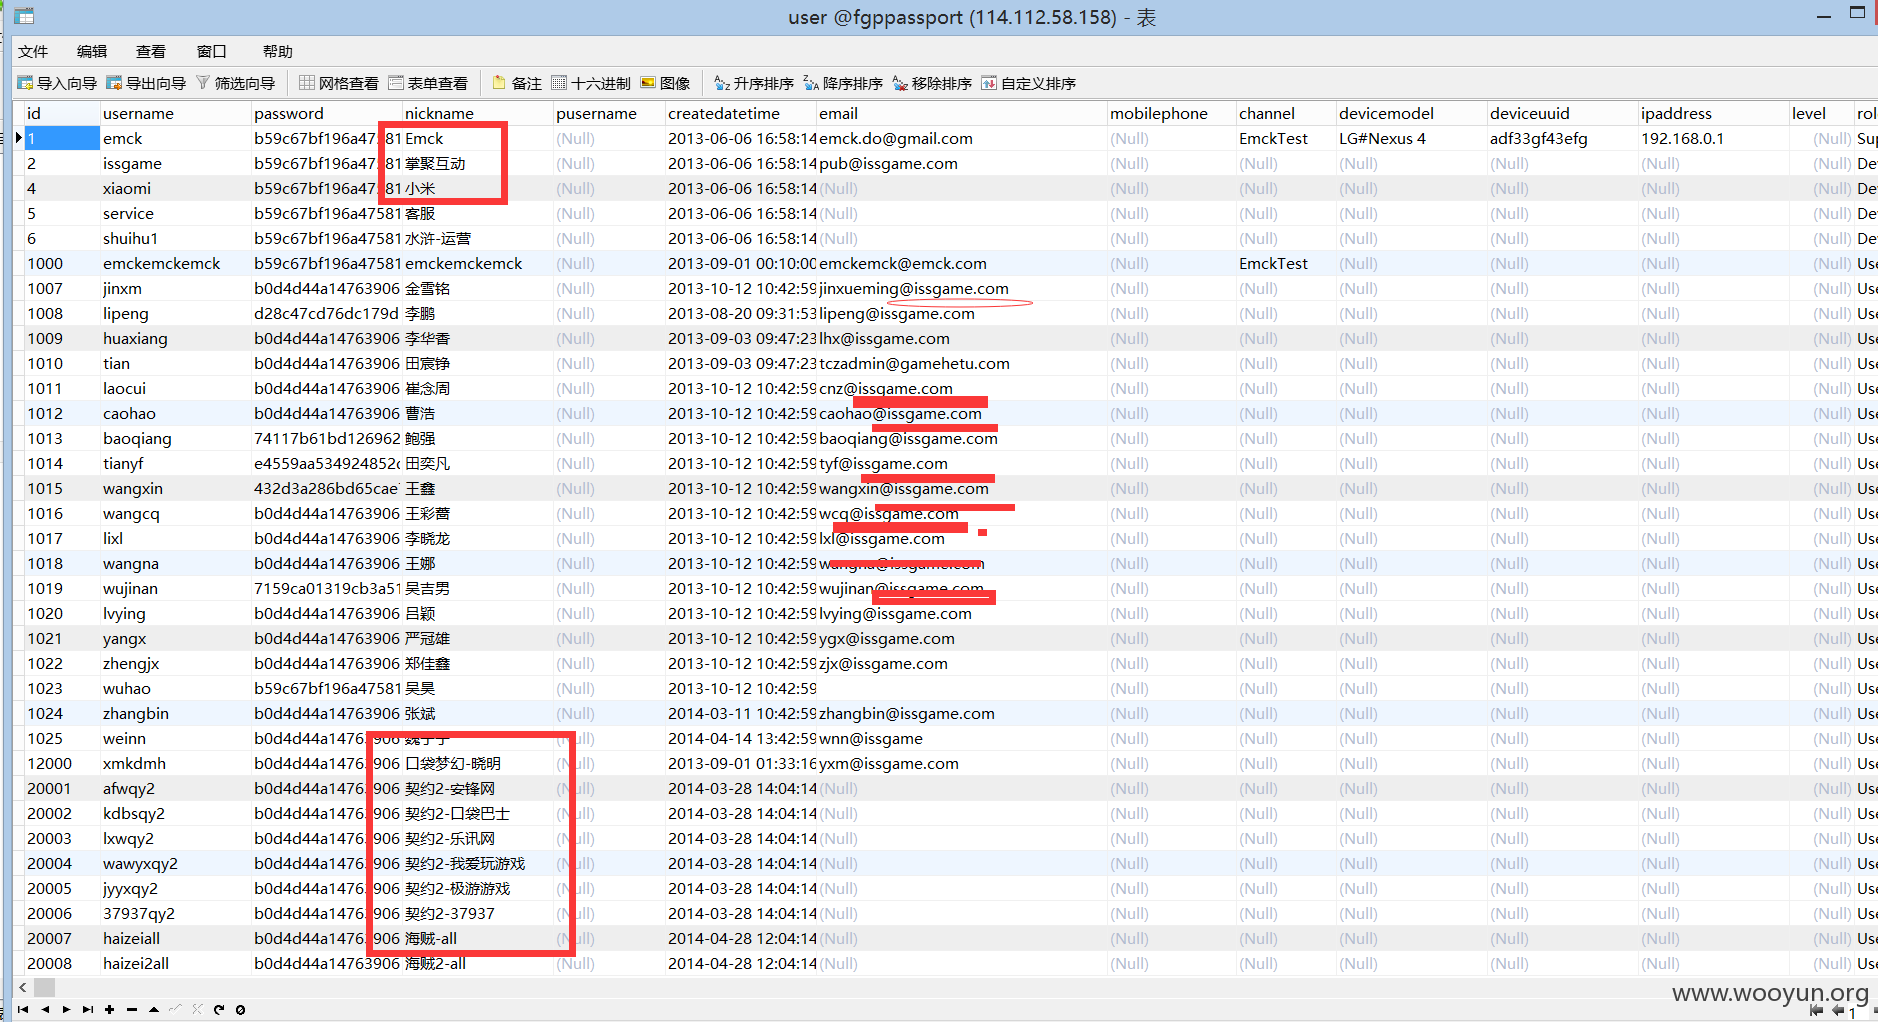 user @fgppassport (114.112.58.158) - 表
文件 编辑 查看 窗口 帮助
导入向导 导出向导 筛选向导 网格查看 表单查看 备注 十六进制 图像 升序排序 降序排序 移除排序 自定义排序
id username password nickname pusername createdatetime email mobilephone channel devicemodel deviceuuid ipaddress level rol
1 emck b59c67bf196a47581 Emck (Null) 2013-06-06 16:58:14 emck.do@gmail.com (Null) EmckTest LG#Nexus 4 adf33gf43efg 192.168.0.1 (Null) Sup
2 issgame b59c67bf196a47581 掌聚互动 (Null) 2013-06-06 16:58:14 pub@issgame.com (Null) (Null) (Null) (Null) (Null) (Null) De
4 xiaomi b59c67bf196a47581 小米 (Null) 2013-06-06 16:58:14 (Null) (Null) (Null) (Null) (Null) (Null) (Null) De
5 service b59c67bf196a47581 客服 (Null) 2013-06-06 16:58:14 (Null) (Null) (Null) (Null) (Null) (Null) (Null) De
6 shuihu1 b59c67bf196a47581 水浒-运营 (Null) 2013-06-06 16:58:14 (Null) (Null) (Null) (Null) (Null) (Null) (Null) De
1000 emckemckemck b59c67bf196a47581 emckemckemck (Null) 2013-09-01 00:10:00 emckemck@emck.com (Null) EmckTest (Null) (Null) (Null) (Null) Use
1007 jinxm b0d4d44a14763906 金雪铭 (Null) 2013-10-12 10:42:59 jinxueming@issgame.com (Null) (Null) (Null) (Null) (Null) (Null) Use
1008 lipeng d28c47cd76dc179d 李鹏 (Null) 2013-08-20 09:31:53 lipeng@issgame.com (Null) (Null) (Null) (Null) (Null) (Null) Use
1009 huaxiang b0d4d44a14763906 李华香 (Null) 2013-09-03 09:47:23 lhx@issgame.com (Null) (Null) (Null) (Null) (Null) (Null) Use
1010 tian b0d4d44a14763906 田宸铮 (Null) 2013-09-03 09:47:23 tczadmin@gamehetu.com (Null) (Null) (Null) (Null) (Null) (Null) Use
1011 laocui b0d4d44a14763906 崔念周 (Null) 2013-10-12 10:42:59 cnz@issgame.com (Null) (Null) (Null) (Null) (Null) (Null) Use
1012 caohao b0d4d44a14763906 曹浩 (Null) 2013-10-12 10:42:59 caohao@issgame.com (Null) (Null) (Null) (Null) (Null) (Null) Use
1013 baoqiang 74117b61bd126962 鲍强 (Null) 2013-10-12 10:42:59 baoqiang@issgame.com (Null) (Null) (Null) (Null) (Null) (Null) Use
1014 tianyf e4559aa534924852c 田奕凡 (Null) 2013-10-12 10:42:59 tyf@issgame.com (Null) (Null) (Null) (Null) (Null) (Null) Use
1015 wangxin 432d3a286bd65cae 王鑫 (Null) 2013-10-12 10:42:59 wangxin@issgame.com (Null) (Null) (Null) (Null) (Null) (Null) Use
1016 wangcq b0d4d44a14763906 (Null) 2013-10-12 10:42:59 wcq@issgame.com (Null) (Null) (Null) (Null) (Null) (Null) Use
1017 lixl b0d4d44a14763906 李晓龙 (Null) 2013-10-12 10:42:59 lxl@issgame.com (Null) (Null) (Null) (Null) (Null) (Null) Use
1018 wangna b0d4d44a14763906 王娜 (Null) 2013-10-12 10:42:59 wangna@issgame.com (Null) (Null) (Null) (Null) (Null) (Null) Use
1019 wujinan 7159ca01319cb3a51 吴吉男 (Null) 2013-10-12 10:42:59 wujinan@issgame.com (Null) (Null) (Null) (Null) (Null) (Null) Use
1020 lvying b0d4d44a14763906 吕颖 (Null) 2013-10-12 10:42:59 lvying@issgame.com (Null) (Null) (Null) (Null) (Null) (Null) Use
1021 yangx b0d4d44a14763906 严冠雄 (Null) 2013-10-12 10:42:59 ygx@issgame.com (Null) (Null) (Null) (Null) (Null) (Null) Use
1022 zhengjx b0d4d44a14763906 郑佳鑫 (Null) 2013-10-12 10:42:59 zjx@issgame.com (Null) (Null) (Null) (Null) (Null) (Null) Use
1023 wuhao b59c67bf196a47581 吴昊 (Null) 2013-10-12 10:42:59 (Null) (Null) (Null) (Null) (Null) (Null) Use
1024 zhangbin b0d4d44a14763906 张斌 (Null) 2014-03-11 10:42:59 zhangbin@issgame.com (Null) (Null) (Null) (Null) (Null) (Null) Use
1025 weinn b0d4d44a14763906 (Null) 2014-04-14 13:42:59 wnn@issgame (Null) (Null) (Null) (Null) (Null) (Null) Use
12000 xmkdmh b0d4d44a14763906 口袋梦幻-晓明 (Null) 2013-09-01 01:33:16 yxm@issgame.com (Null) (Null) (Null) (Null) (Null) (Null) Use
20001 afwqy2 b0d4d44a14763906 契约2-安锋网 (Null) 2014-03-28 14:04:14 (Null) (Null) (Null) (Null) (Null) (Null) (Null) Use
20002 kdbsqy2 b0d4d44a14763906 契约2-口袋巴士 (Null) 2014-03-28 14:04:14 (Null) (Null) (Null) (Null) (Null) (Null) (Null) Use
20003 lxwqy2 b0d4d44a14763906 契约2-乐讯网 (Null) 2014-03-28 14:04:14 (Null) (Null) (Null) (Null) (Null) (Null) (Null) Use
20004 wawyxqy2 b0d4d44a14763906 契约2-我爱玩游戏 (Null) 2014-03-28 14:04:14 (Null) (Null) (Null) (Null) (Null) (Null) (Null) Use
20005 jyyxqy2 b0d4d44a14763906 契约2-极游游戏 (Null) 2014-03-28 14:04:14 (Null) (Null) (Null) (Null) (Null) (Null) (Null) Use
20006 37937qy2 b0d4d44a14763906 契约2-37937 (Null) 2014-03-28 14:04:14 (Null) (Null) (Null) (Null) (Null) (Null) (Null) Use
20007 haizeiall b0d4d44a14763906 海贼-all (Null) 2014-04-28 12:04:14 (Null) (Null) (Null) (Null) (Null) (Null) (Null) Use
20008 haizei2all b0d4d44a14763906 海贼2-all (Null) 2014-04-28 12:04:14 (Null) (Null) (Null) (Null) (Null) (Null) (Null) Use
www.wooyun.org
1